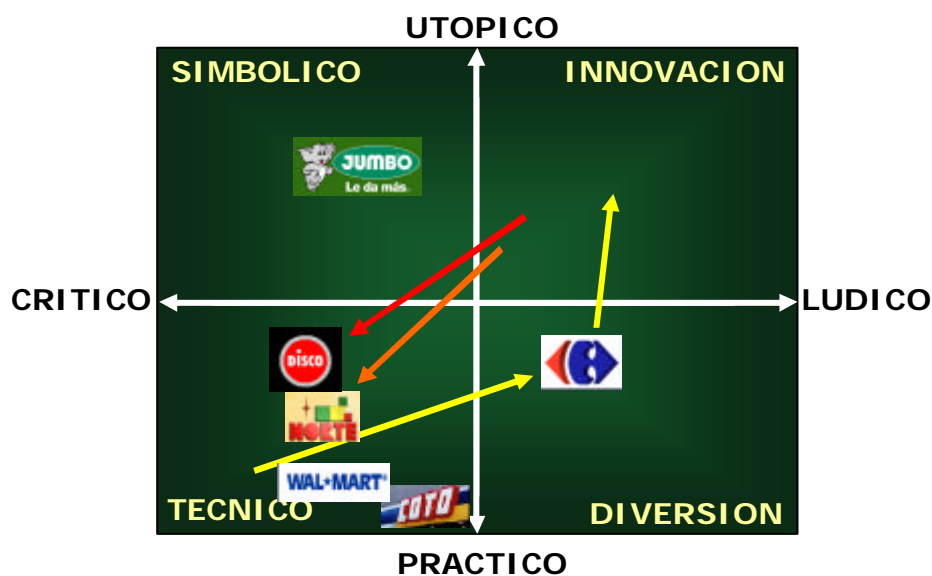 UTOPICO
SIMBOLICO
INNOVACION
JUMBO
Le da más.
CRITICO
LUDICO
DISCO
NORTE
WAL★MART®
COTO
TECNICO
DIVERSION
PRACTICO